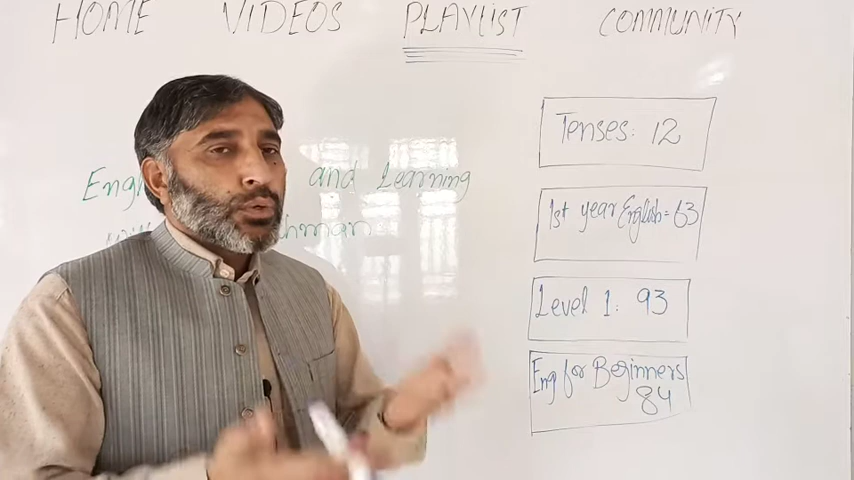 HOME VIDEOS PLAYLIST COMMUNITY
Tenses: 12
and Learning
1st year English = 63
Level 1: 93
Eng for Beginners
84